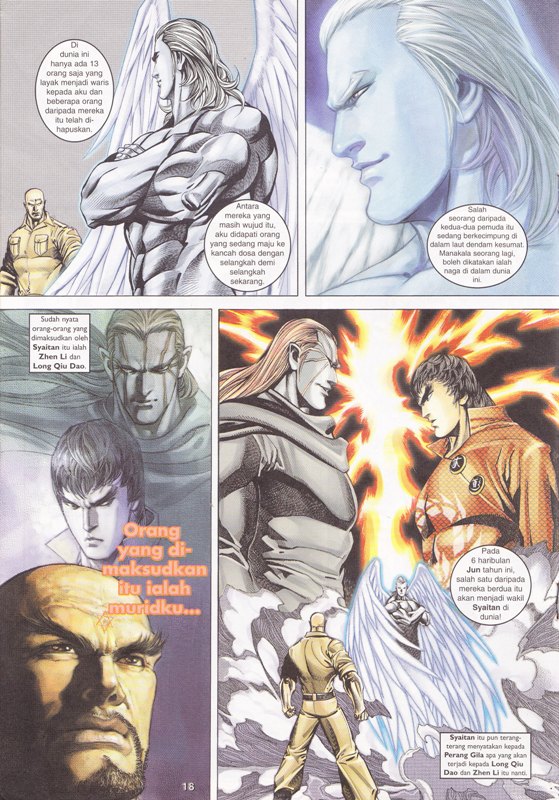 Di
dunia ini
hanya ada 13
orang saja yang
layak menjadi waris
kepada aku dan
beberapa orang
daripada mereka
itu telah di-
hapuskan.
Antara
mereka yang
masih wujud itu,
aku didapati orang
yang sedang maju ke
kancah dosa dengan
selangkah demi
selangkah
sekarang.
Salah
seorang daripada
kedua-dua pemuda itu
sedang berkecimpung di
dalam laut dendam kesumat.
Manakala seorang lagi,
boleh dikatakan ialah
naga di dalam dunia
ini.
Sudah nyata
orang-orang yang
dimaksudkan oleh
Syaitan itu ialah
Zhen Li dan
Long Qiu Dao.
Orang
yang di-
maksudkan
itu ialah
muridku...
Pada
6 haribulan
Jun tahun ini,
salah satu daripada
mereka berdua itu
akan menjadi wakil
Syaitan di
dunia!
Syaitan itu pun terang-
terang menyatakan kepada
Perang Gila apa yang akan
terjadi kepada Long Qiu
Dao dan Zhen Li itu nanti.
18